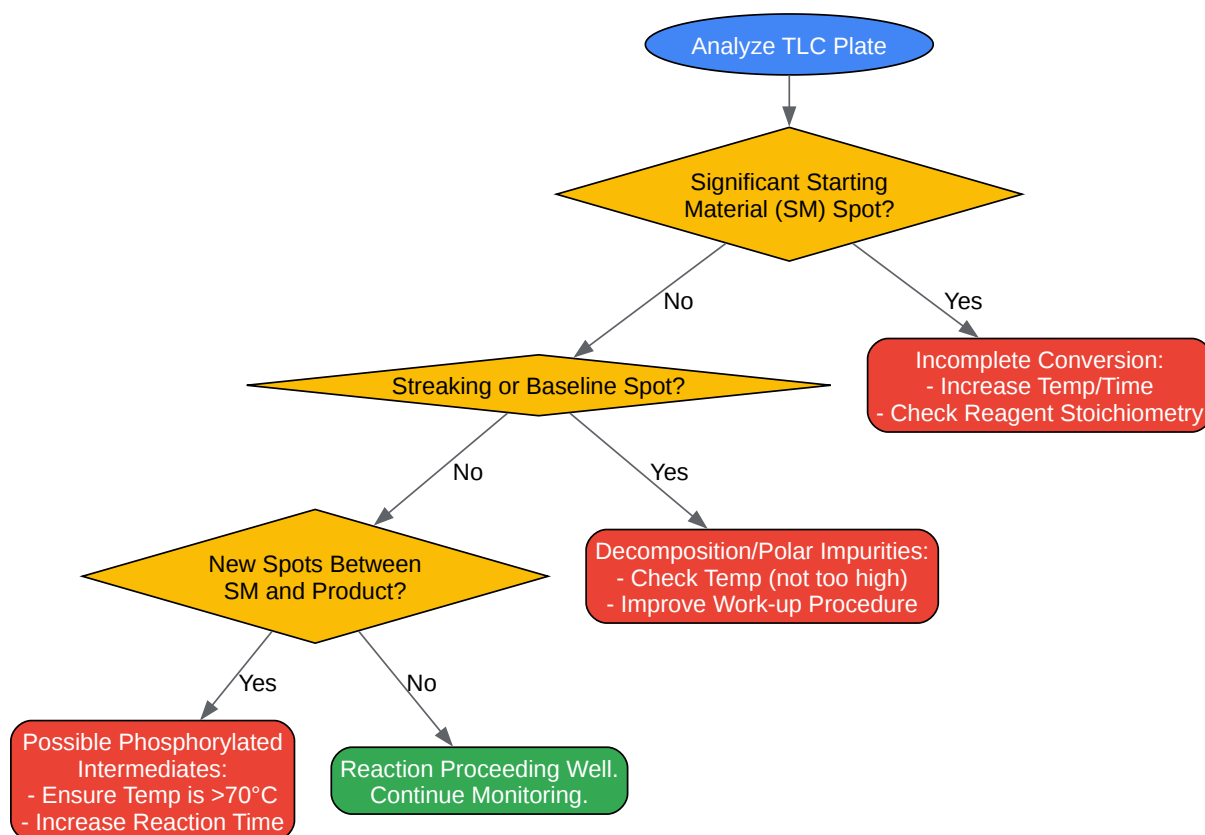 Analyze TLC Plate
Significant Starting
Material (SM) Spot?
No
Yes
Streaking or Baseline Spot?
Incomplete Conversion:
- Increase Temp/Time
- Check Reagent Stoichiometry
No
Yes
New Spots Between
SM and Product?
Decomposition/Polar Impurities:
- Check Temp (not too high)
- Improve Work-up Procedure
Yes
No
Possible Phosphorylated
Intermediates:
- Ensure Temp is >70°C
- Increase Reaction Time
Reaction Proceeding Well.
Continue Monitoring.